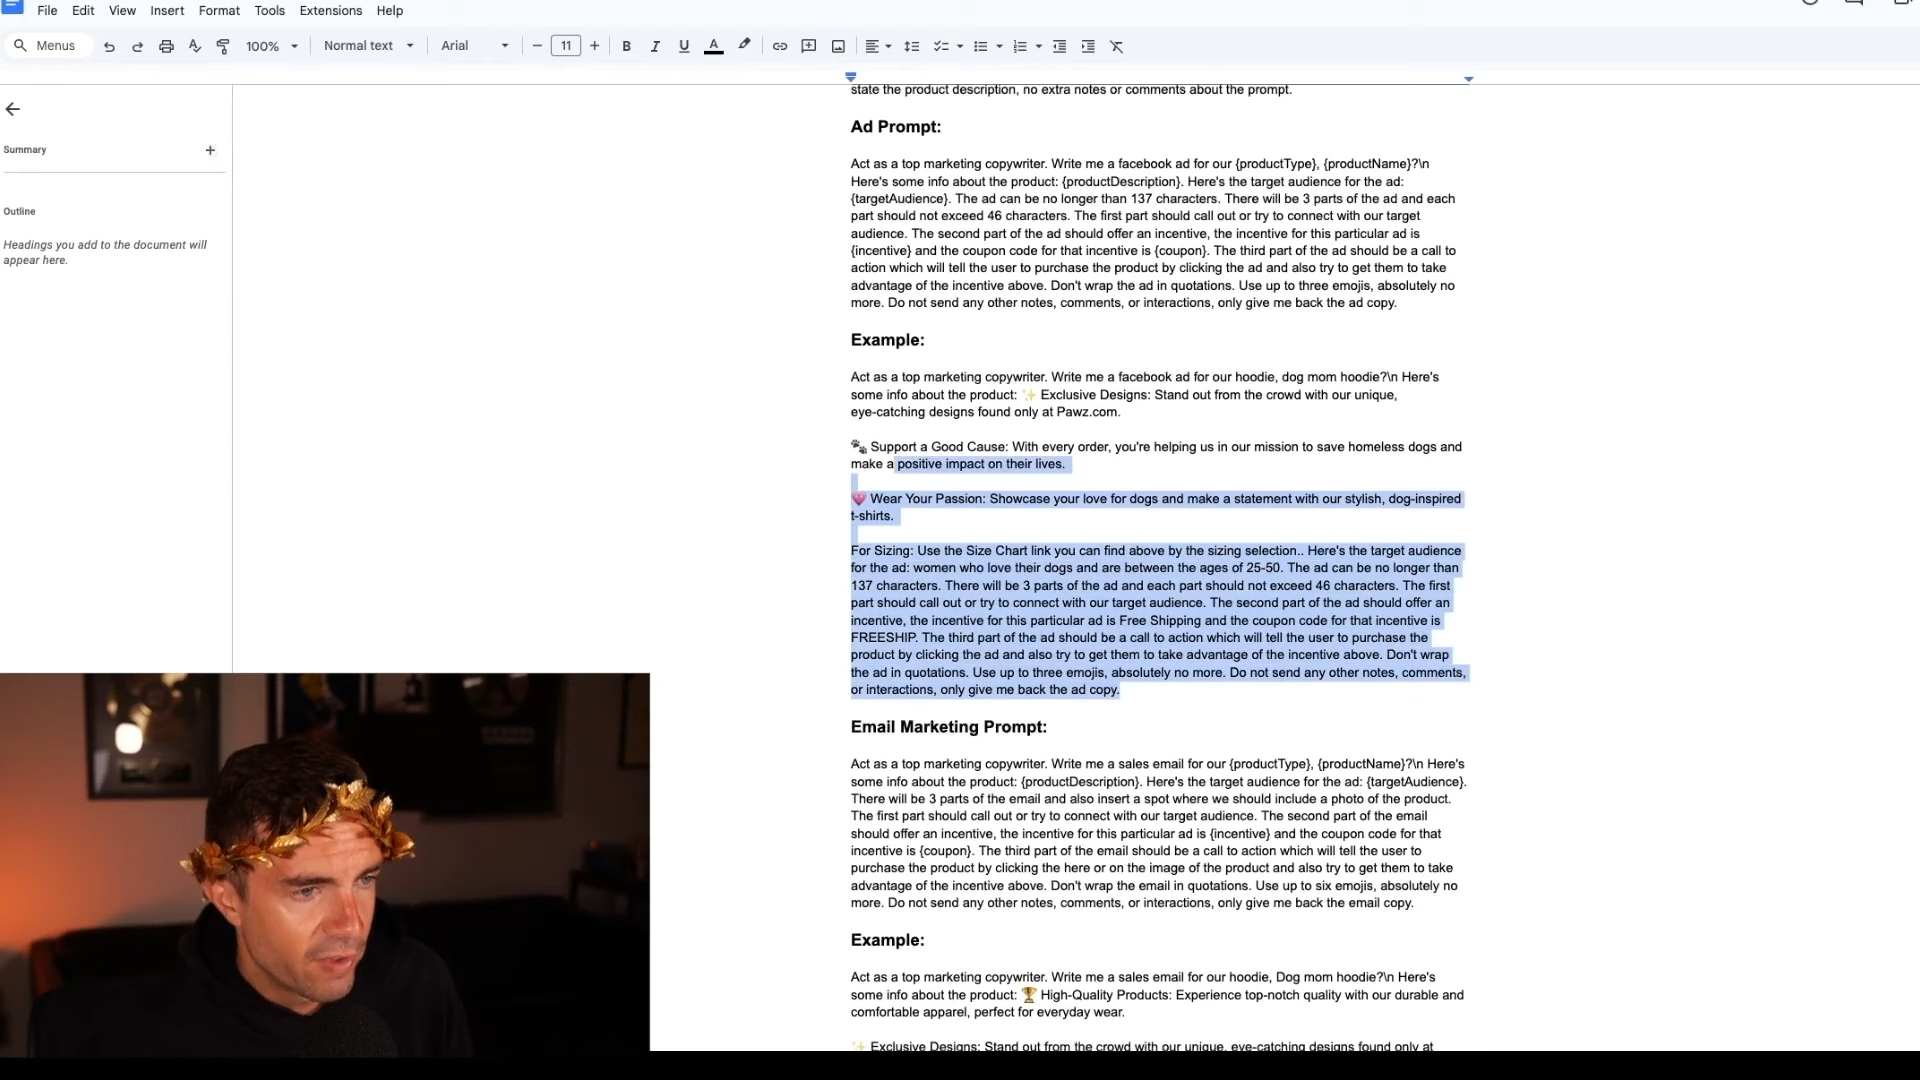 File Edit View Insert Format Tools Extensions Help
Menus 100% Normal text Arial 11 B I U A
Summary
Outline
Headings you add to the document will
appear here.
state the product description, no extra notes or comments about the prompt.
Ad Prompt:
Act as a top marketing copywriter. Write me a facebook ad for our {productType}, {productName}?\n
Here's some info about the product: {productDescription}. Here's the target audience for the ad:
{targetAudience}. The ad can be no longer than 137 characters. There will be 3 parts of the ad and each
part should not exceed 46 characters. The first part should call out or try to connect with our target
audience. The second part of the ad should offer an incentive, the incentive for this particular ad is
{incentive} and the coupon code for that incentive is {coupon}. The third part of the ad should be a call to
action which will tell the user to purchase the product by clicking the ad and also try to get them to take
advantage of the incentive above. Don't wrap the ad in quotations. Use up to three emojis, absolutely no
more. Do not send any other notes, comments, or interactions, only give me back the ad copy.
Example:
Act as a top marketing copywriter. Write me a facebook ad for our hoodie, dog mom hoodie?\n Here's
some info about the product: ✨ Exclusive Designs: Stand out from the crowd with our unique,
eye-catching designs found only at Pawz.com.
🐾 Support a Good Cause: With every order, you're helping us in our mission to save homeless dogs and
make a positive impact on their lives.
💗 Wear Your Passion: Showcase your love for dogs and make a statement with our stylish, dog-inspired
t-shirts.
For Sizing: Use the Size Chart link you can find above by the sizing selection.. Here's the target audience
for the ad: women who love their dogs and are between the ages of 25-50. The ad can be no longer than
137 characters. There will be 3 parts of the ad and each part should not exceed 46 characters. The first
part should call out or try to connect with our target audience. The second part of the ad should offer an
incentive, the incentive for this particular ad is Free Shipping and the coupon code for that incentive is
FREESHIP. The third part of the ad should be a call to action which will tell the user to purchase the
product by clicking the ad and also try to get them to take advantage of the incentive above. Don't wrap
the ad in quotations. Use up to three emojis, absolutely no more. Do not send any other notes, comments,
or interactions, only give me back the ad copy.
Email Marketing Prompt:
Act as a top marketing copywriter. Write me a sales email for our {productType}, {productName}?\n Here's
some info about the product: {productDescription}. Here's the target audience for the ad: {targetAudience}.
There will be 3 parts of the email and also insert a spot where we should include a photo of the product.
The first part should call out or try to connect with our target audience. The second part of the email
should offer an incentive, the incentive for this particular ad is {incentive} and the coupon code for that
incentive is {coupon}. The third part of the email should be a call to action which will tell the user to
purchase the product by clicking the here or on the image of the product and also try to get them to take
advantage of the incentive above. Don't wrap the email in quotations. Use up to six emojis, absolutely no
more. Do not send any other notes, comments, or interactions, only give me back the email copy.
Example:
Act as a top marketing copywriter. Write me a sales email for our hoodie, Dog mom hoodie?\n Here's
some info about the product: 🏆 High-Quality Products: Experience top-notch quality with our durable and
comfortable apparel, perfect for everyday wear.
✨ Exclusive Designs: Stand out from the crowd with our unique, eye-catching designs found only at